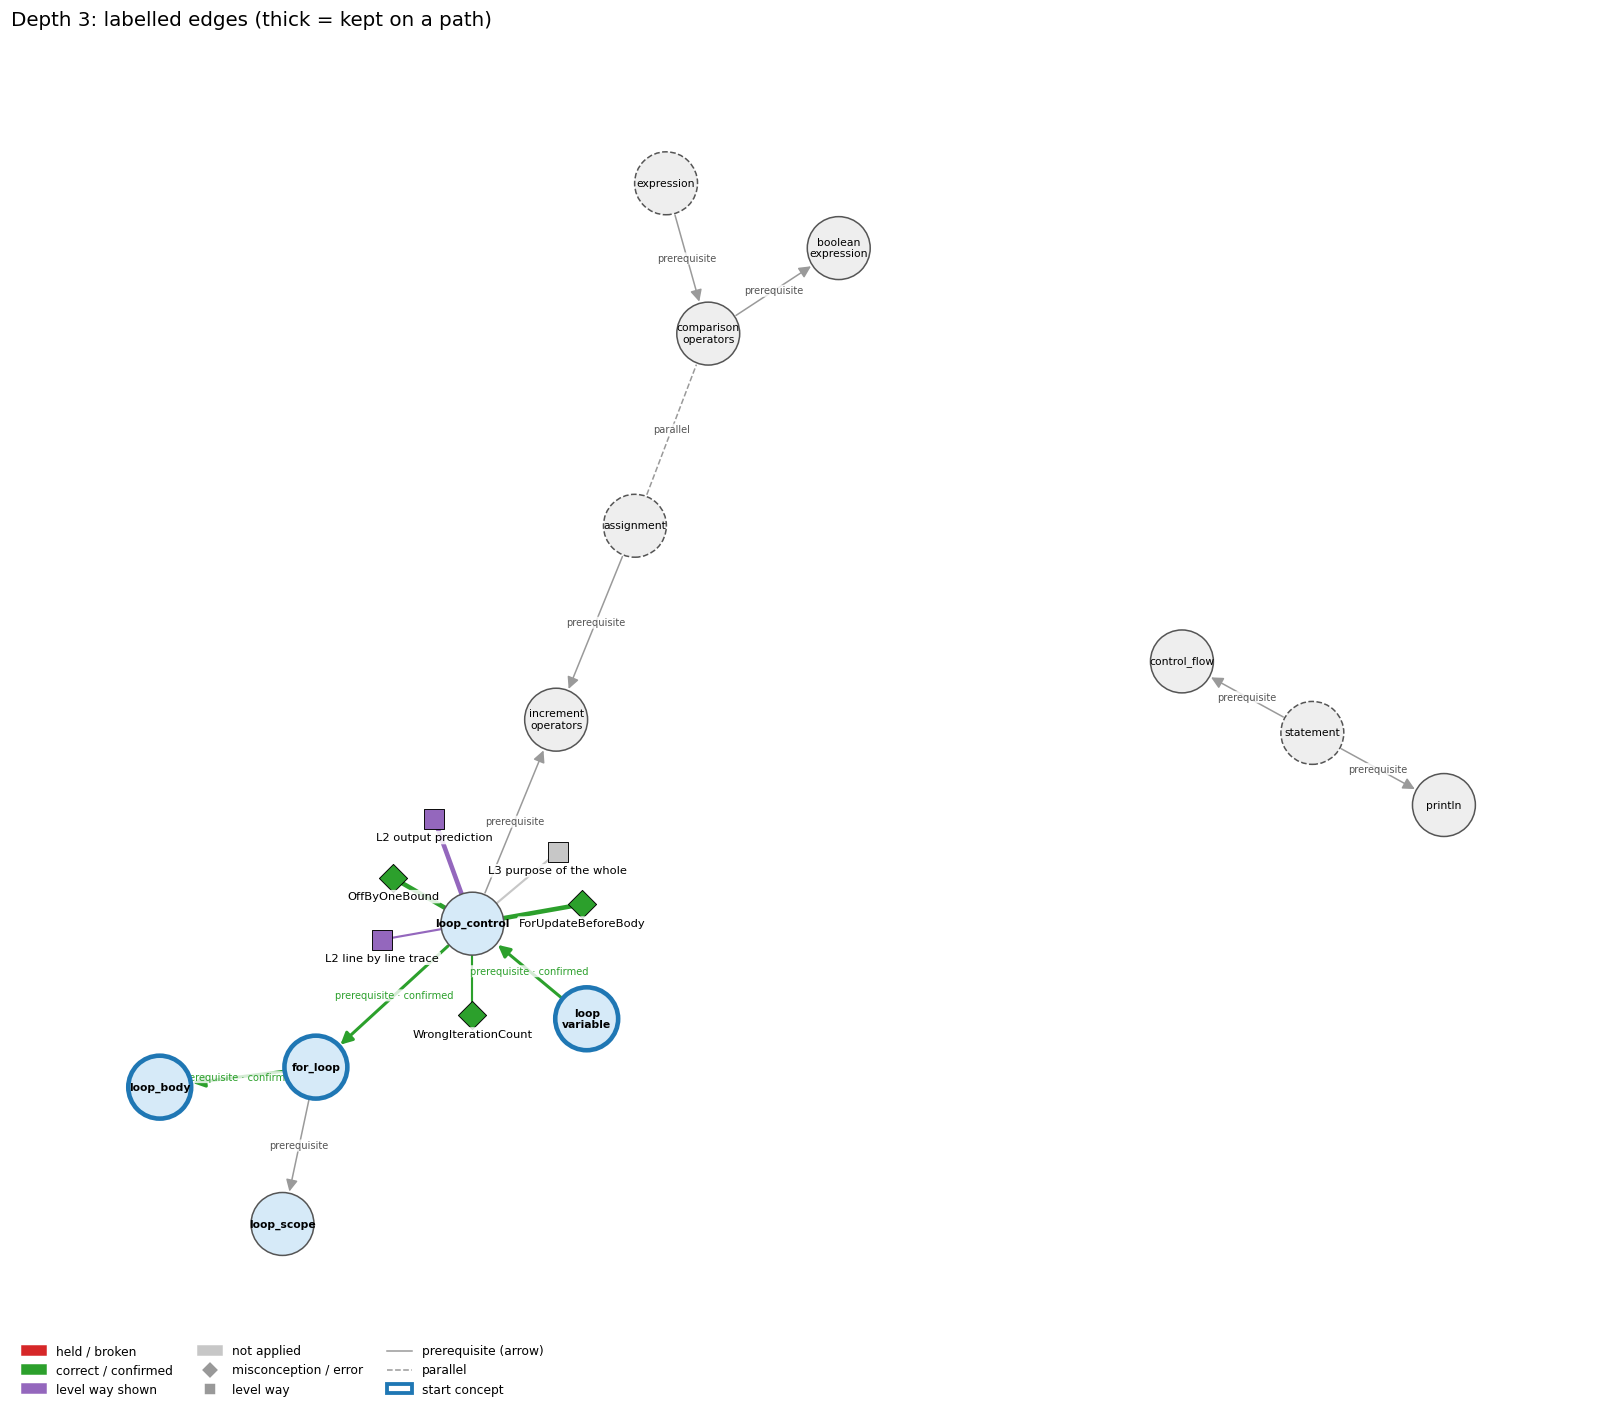 Depth 3: labelled edges (thick = kept on a path)
expression
boolean
expression
prerequisite
prerequisite
comparison
operators
parallel
assignment
prerequisite
control_flow
prerequisite
statement
increment
operators
prerequisite
println
L2 output prediction
prerequisite
L3 purpose of the whole
OffByOneBound
loop_control
ForUpdateBeforeBody
L2 line by line trace
prerequisite · confirmed
prerequisite · confirmed
loop
variable
WrongIterationCount
for_loop
loop_body
prerequisite
loop_scope
held / broken
correct / confirmed
level way shown
not applied
misconception / error
level way
prerequisite (arrow)
parallel
start concept